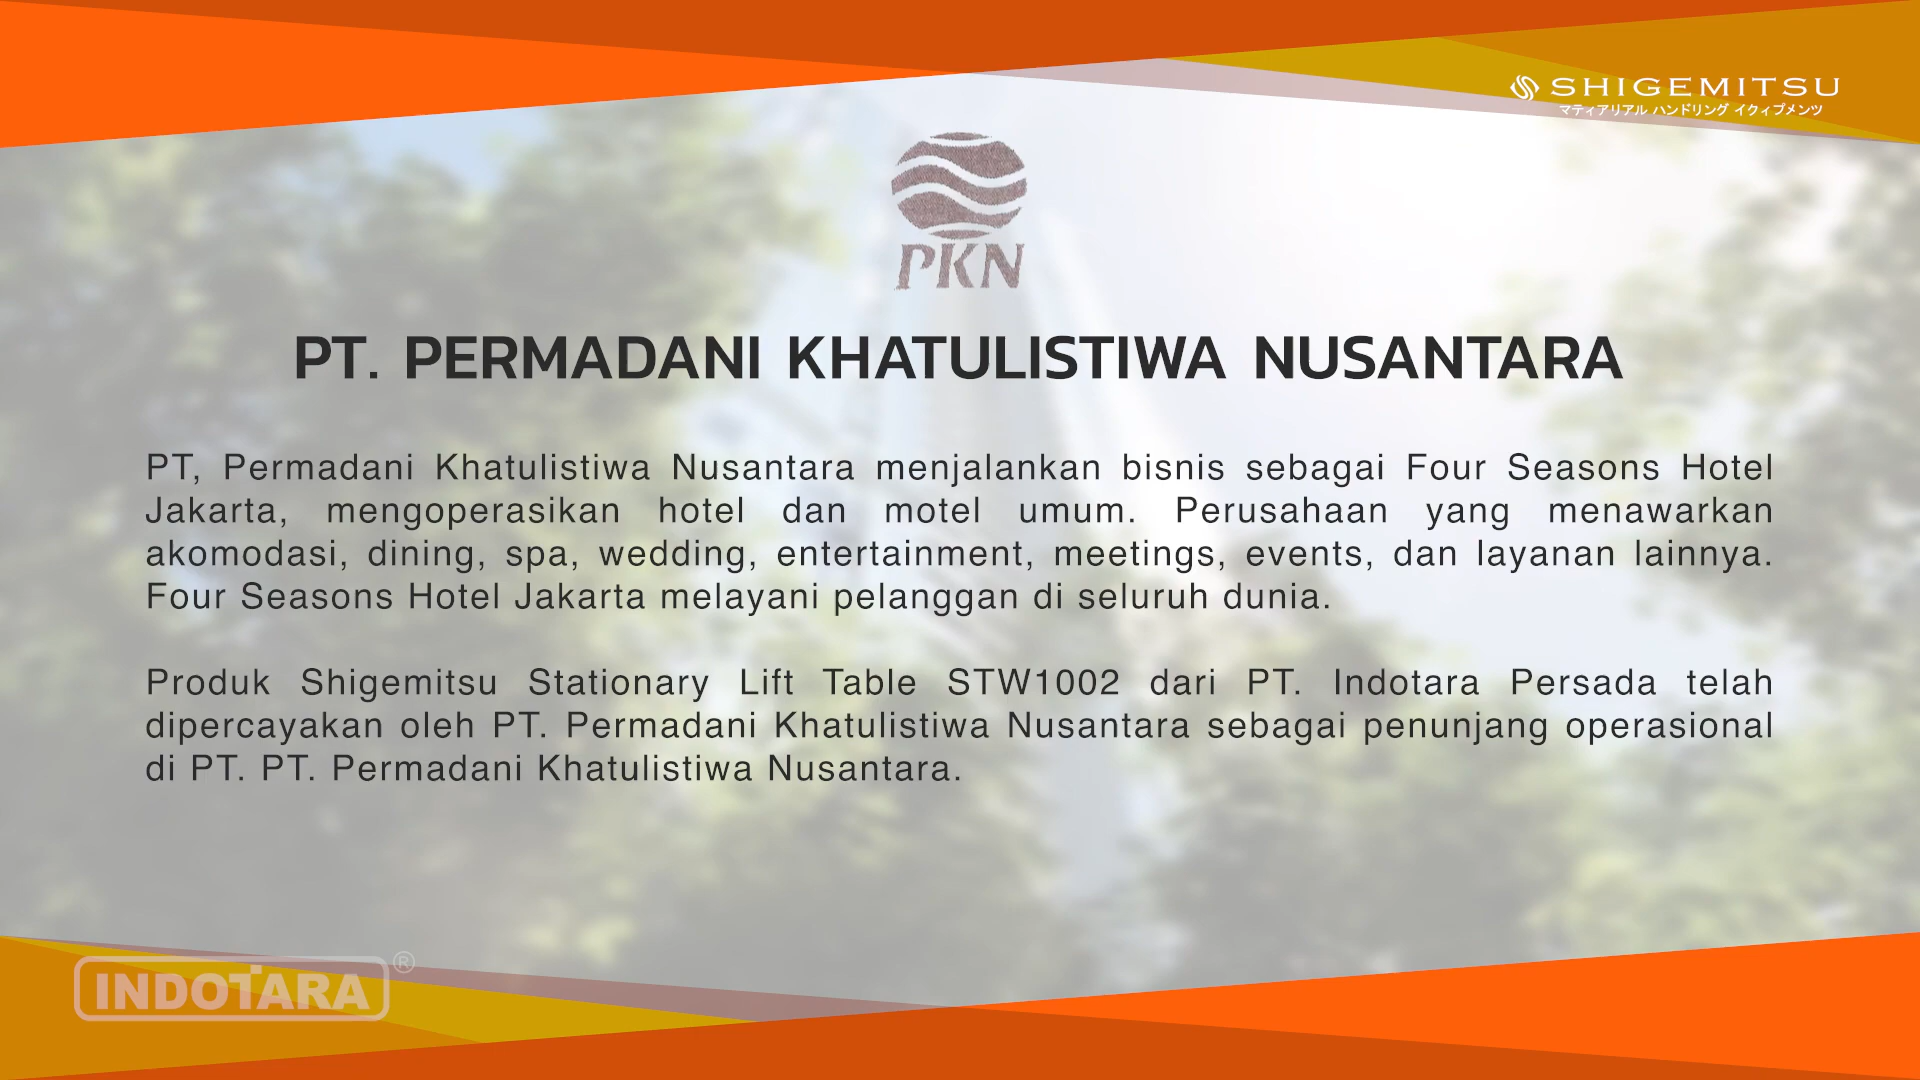 SHIGEMITSU
マティアリアル ハンドリング イクィプメンツ
PKN
PT. PERMADANI KHATULISTIWA NUSANTARA
PT, Permadani Khatulistiwa Nusantara menjalankan bisnis sebagai Four Seasons Hotel
Jakarta, mengoperasikan hotel dan motel umum. Perusahaan yang menawarkan
akomodasi, dining, spa, wedding, entertainment, meetings, events, dan layanan lainnya.
Four Seasons Hotel Jakarta melayani pelanggan di seluruh dunia.
Produk Shigemitsu Stationary Lift Table STW1002 dari PT. Indotara Persada telah
dipercayakan oleh PT. Permadani Khatulistiwa Nusantara sebagai penunjang operasional
di PT. PT. Permadani Khatulistiwa Nusantara.
INDOTARA®